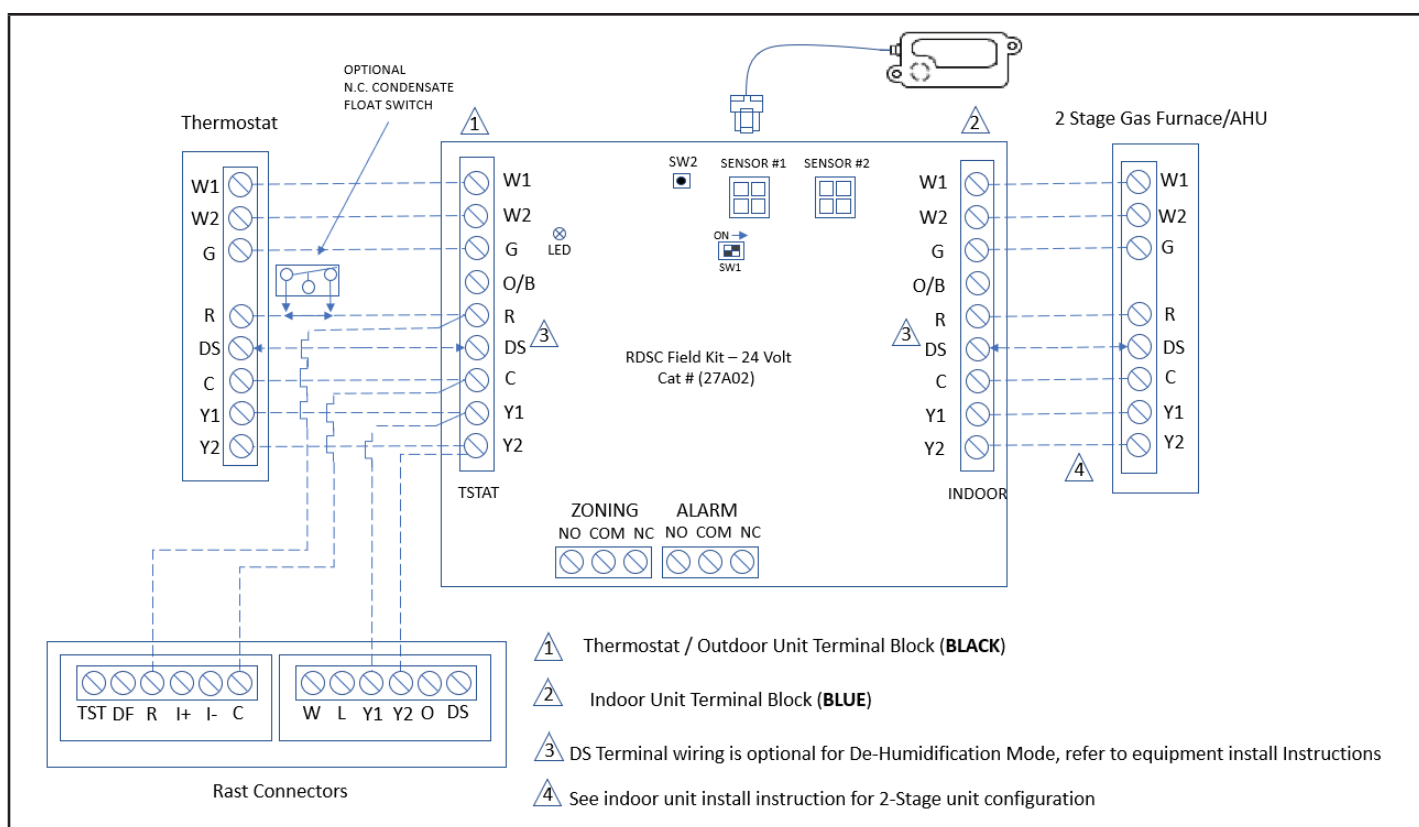 OPTIONAL
N.C. CONDENSATE
FLOAT SWITCH
Thermostat
1
2
2 Stage Gas Furnace/AHU
W1
W2
G
R
DS
C
Y1
Y2
W1
W2
G
O/B
R
DS
C
Y1
Y2
TSTAT
3
LED
SW2
SENSOR #1
SENSOR #2
ON
SW1
RDSC Field Kit – 24 Volt
Cat # (27A02)
3
W1
W2
G
O/B
R
DS
C
Y1
Y2
INDOOR
W1
W2
G
R
DS
C
Y1
Y2
4
ZONING
NO COM NC
ALARM
NO COM NC
TST DF R I+ I- C
W L Y1 Y2 O DS
Rast Connectors
1 Thermostat / Outdoor Unit Terminal Block (BLACK)
2 Indoor Unit Terminal Block (BLUE)
3 DS Terminal wiring is optional for De-Humidification Mode, refer to equipment install Instructions
4 See indoor unit install instruction for 2-Stage unit configuration